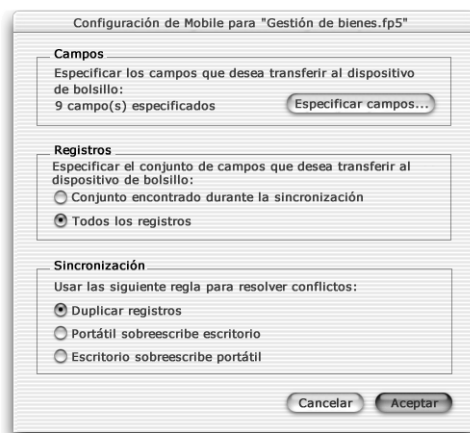 Configuración de Mobile para "Gestión de bienes.fp5"
Campos
Especificar los campos que desea transferir al dispositivo
de bolsillo:
9 campo(s) especificados
Especificar campos...
Registros
Especificar el conjunto de campos que desea transferir al
dispositivo de bolsillo:
Conjunto encontrado durante la sincronización
Todos los registros
Sincronización
Usar las siguiente regla para resolver conflictos:
Duplicar registros
Portátil sobreescribe escritorio
Escritorio sobreescribe portátil
Cancelar
Aceptar